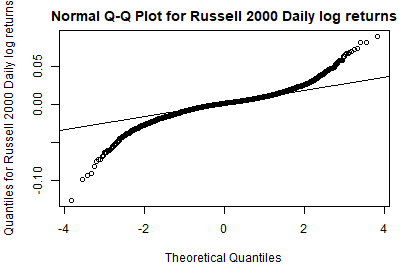 Normal Q-Q Plot for Russell 2000 Daily log returns
Quantiles for Russell 2000 Daily log returns
0.05
0.00
-0.10
-4
-2
0
2
4
Theoretical Quantiles